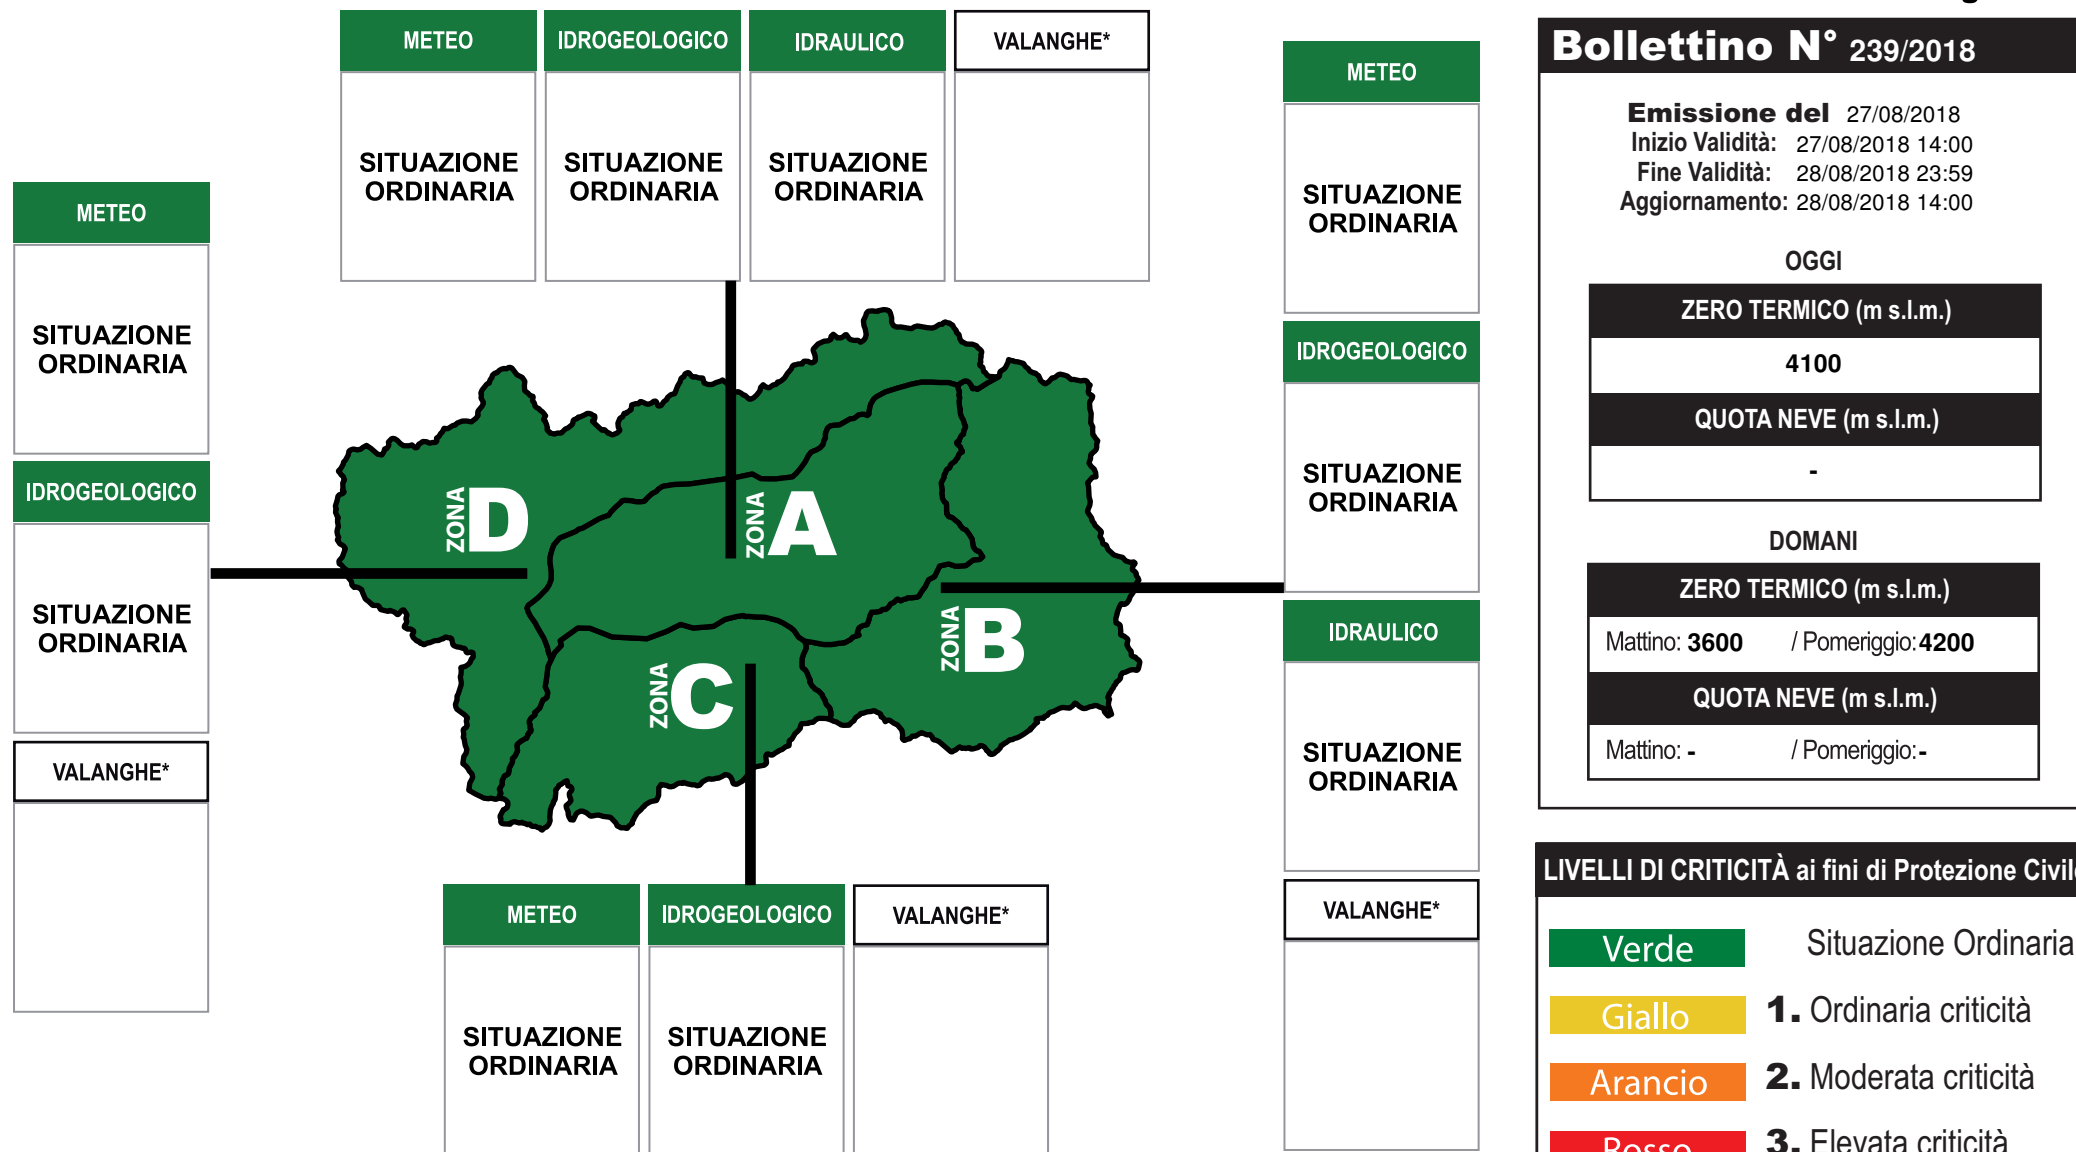 METEO IDROGEOLOGICO IDRAULICO VALANGHE*
SITUAZIONE ORDINARIA
SITUAZIONE ORDINARIA
SITUAZIONE ORDINARIA
METEO
SITUAZIONE
ORDINARIA
IDROGEOLOGICO
SITUAZIONE
ORDINARIA
VALANGHE*
ZONA D
ZONA A
ZONA B
ZONA C
METEO
SITUAZIONE
ORDINARIA
IDROGEOLOGICO
SITUAZIONE
ORDINARIA
IDRAULICO
SITUAZIONE
ORDINARIA
VALANGHE*
METEO IDROGEOLOGICO VALANGHE*
SITUAZIONE ORDINARIA
SITUAZIONE ORDINARIA
Bollettino N° 239/2018
Emissione del 27/08/2018
Inizio Validità: 27/08/2018 14:00
Fine Validità: 28/08/2018 23:59
Aggiornamento: 28/08/2018 14:00
OGGI
ZERO TERMICO (m s.l.m.)
4100
QUOTA NEVE (m s.l.m.)
-
DOMANI
ZERO TERMICO (m s.l.m.)
Mattino: 3600 / Pomeriggio: 4200
QUOTA NEVE (m s.l.m.)
Mattino: - / Pomeriggio: -
LIVELLI DI CRITICITÀ ai fini di Protezione Civile
Verde Situazione Ordinaria
Giallo 1. Ordinaria criticità
Arancio 2. Moderata criticità
Rosso 3. Elevata criticità